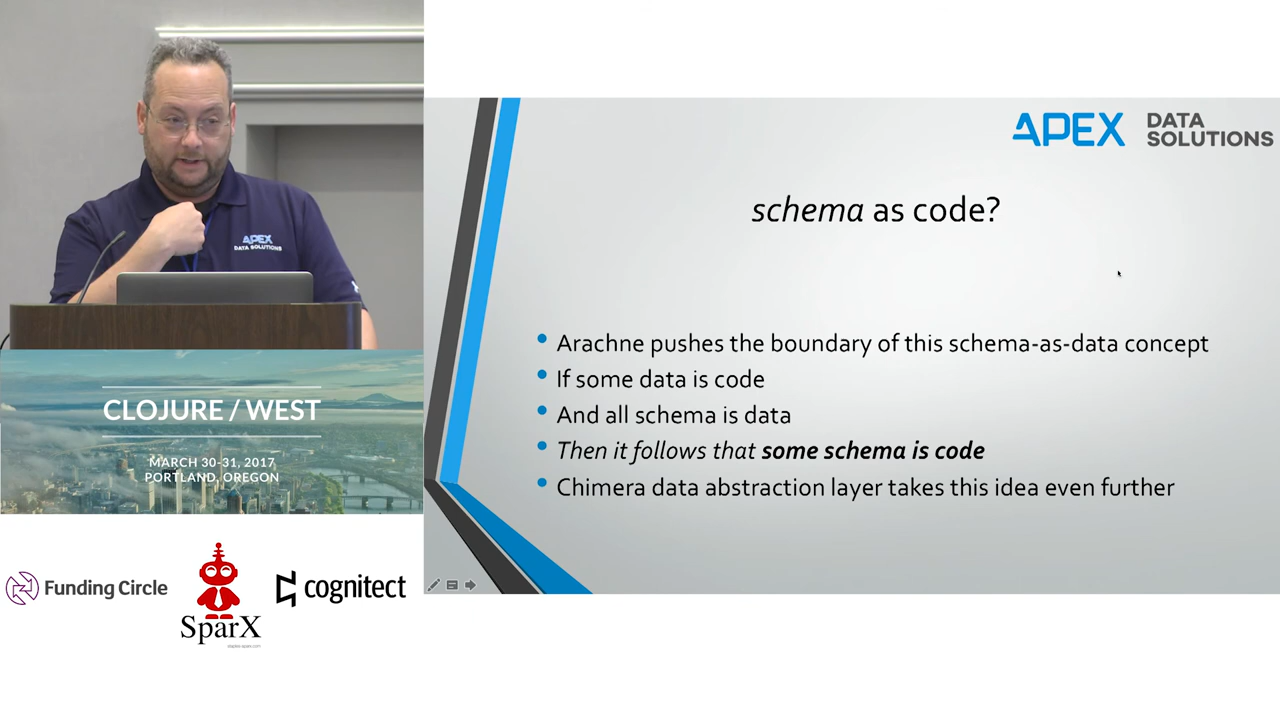 APEX
DATA SOLUTIONS
CLOJURE / WEST
MARCH 30-31, 2017
PORTLAND, OREGON
Funding Circle
SparX
cognitect
APEX DATA
SOLUTIONS
schema as code?
• Arachne pushes the boundary of this schema-as-data concept
• If some data is code
• And all schema is data
• Then it follows that some schema is code
• Chimera data abstraction layer takes this idea even further